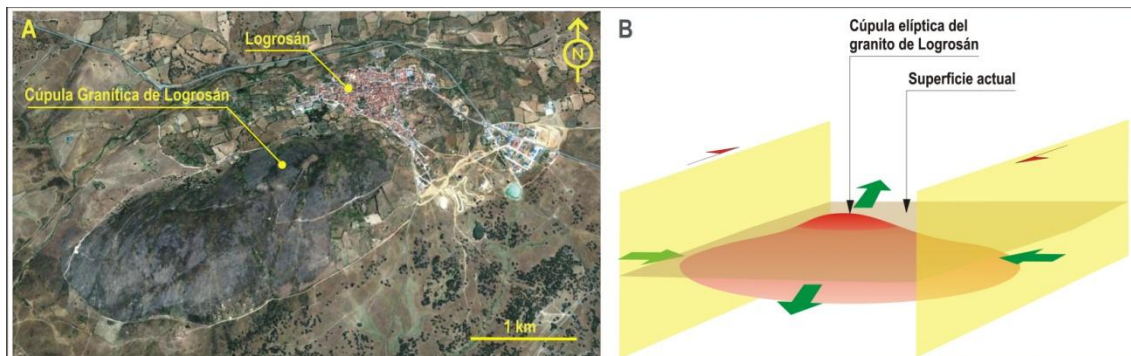 A
Logrosán
N
Cúpula Granítica de Logrosán
1 km
B
Cúpula elíptica del
granito de Logrosán
Superficie actual